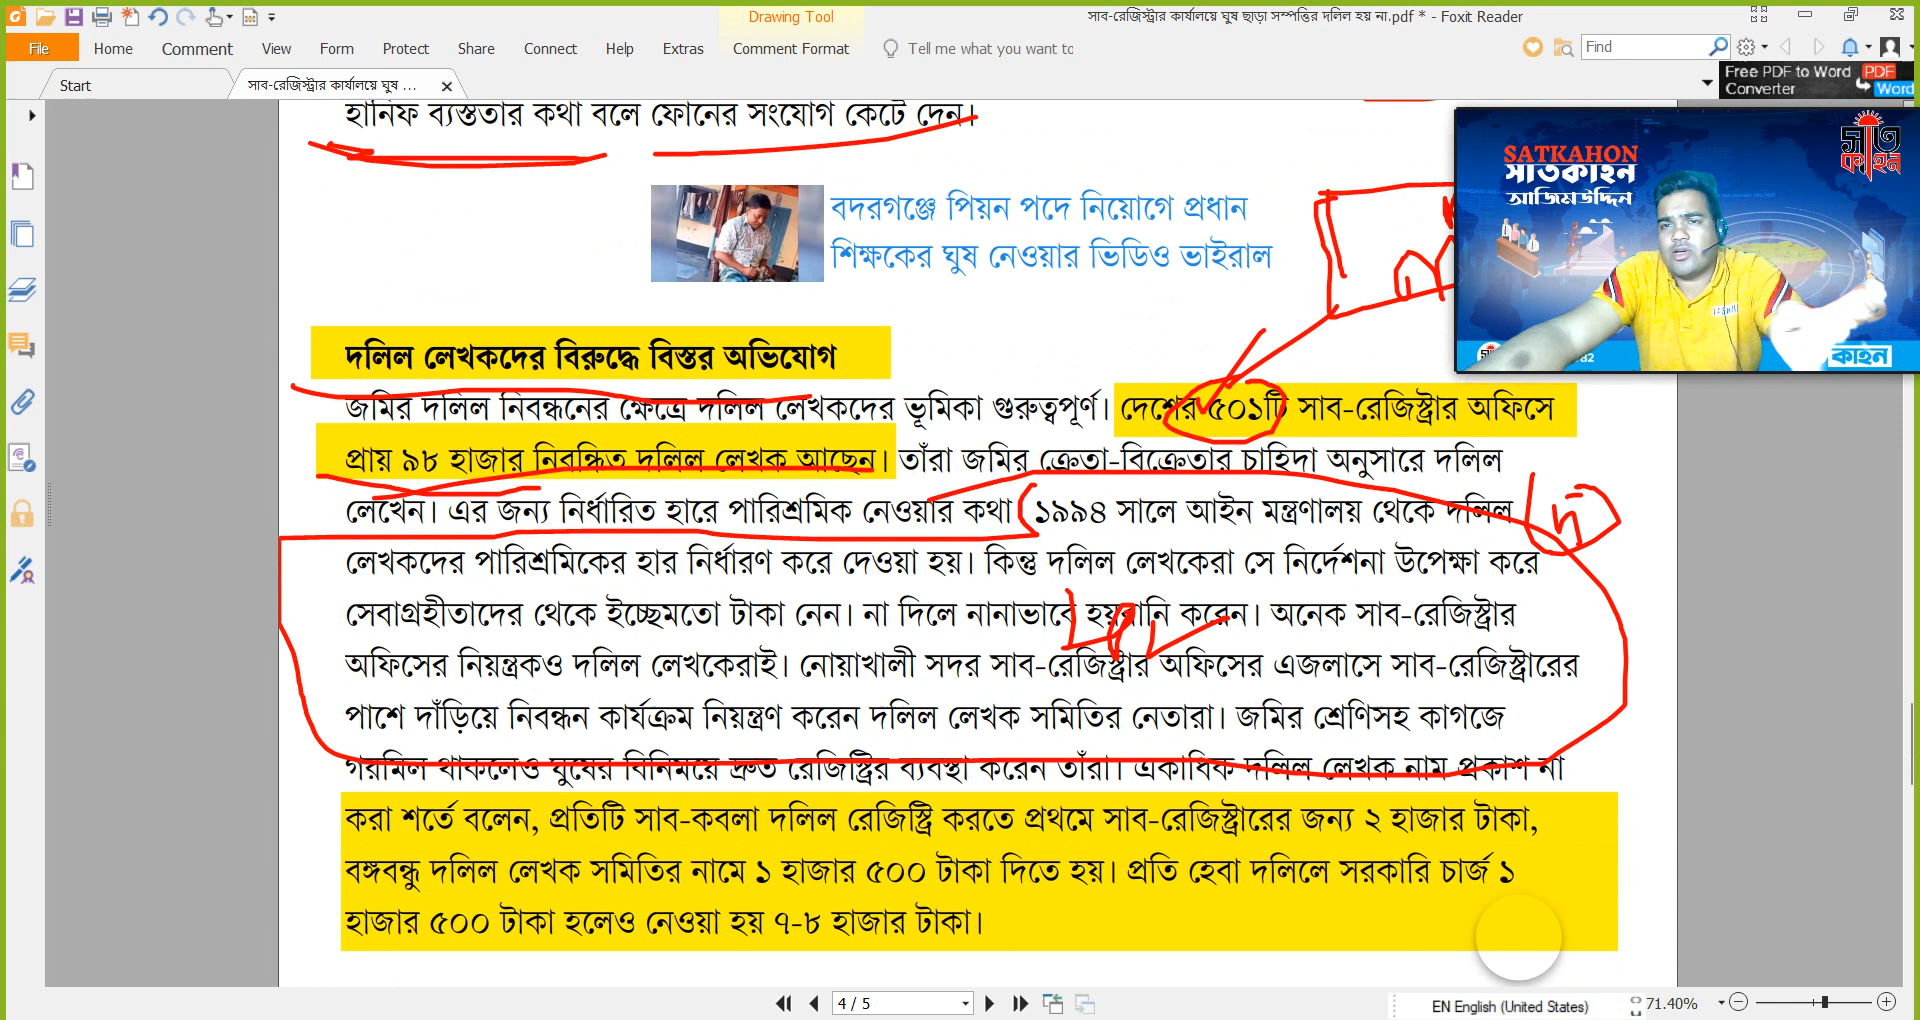 Drawing Tool
সাব-রেজিস্ট্রার কার্যালয়ে ঘুষ ছাড়া সম্পত্তির দলিল হয় না.pdf * - Foxit Reader
File Home Comment View Form Protect Share Connect Help Extras Comment Format Tell me what you want to Find
Start সাব-রেজিস্ট্রার কার্যালয়ে ঘুষ ...
Free PDF to Word Converter
PDF
Word
হানিফ ব্যস্ততার কথা বলে ফোনের সংযোগ কেটে দেন।
SATKAHON
সাতকাহন
আজিমউদ্দিন
সাত
কাহন
বদরগঞ্জে পিয়ন পদে নিয়োগে প্রধান
শিক্ষকের ঘুষ নেওয়ার ভিডিও ভাইরাল
কাহন
দলিল লেখকদের বিরুদ্ধে বিস্তর অভিযোগ
জমির দলিল নিবন্ধনের ক্ষেত্রে দলিল লেখকদের ভূমিকা গুরুত্বপূর্ণ। দেশের ৫০১টি সাব-রেজিস্ট্রার অফিসে
প্রায় ৯৮ হাজার নিবন্ধিত দলিল লেখক আছেন। তাঁরা জমির ক্রেতা-বিক্রেতার চাহিদা অনুসারে দলিল
লেখেন। এর জন্য নির্ধারিত হারে পারিশ্রমিক নেওয়ার কথা ১৯৯৪ সালে আইন মন্ত্রণালয় থেকে দলিল
লেখকদের পারিশ্রমিকের হার নির্ধারণ করে দেওয়া হয়। কিন্তু দলিল লেখকেরা সে নির্দেশনা উপেক্ষা করে
সেবাগ্রহীতাদের থেকে ইচ্ছেমতো টাকা নেন। না দিলে নানাভাবে হয়রানি করেন। অনেক সাব-রেজিস্ট্রার
অফিসের নিয়ন্ত্রকও দলিল লেখকেরাই। নোয়াখালী সদর সাব-রেজিস্ট্রার অফিসের এজলাসে সাব-রেজিস্ট্রারের
পাশে দাঁড়িয়ে নিবন্ধন কার্যক্রম নিয়ন্ত্রণ করেন দলিল লেখক সমিতির নেতারা। জমির শ্রেণিসহ কাগজে
গরমিল থাকলেও ঘুষের বিনিময়ে দ্রুত রেজিস্ট্রির ব্যবস্থা করেন তাঁরা। একাধিক দলিল লেখক নাম প্রকাশ না
করা শর্তে বলেন, প্রতিটি সাব-কবলা দলিল রেজিস্ট্রি করতে প্রথমে সাব-রেজিস্ট্রারের জন্য ২ হাজার টাকা,
বঙ্গবন্ধু দলিল লেখক সমিতির নামে ১ হাজার ৫০০ টাকা দিতে হয়। প্রতি হেবা দলিলে সরকারি চার্জ ১
হাজার ৫০০ টাকা হলেও নেওয়া হয় ৭-৮ হাজার টাকা।
4 / 5
EN English (United States)
71.40%